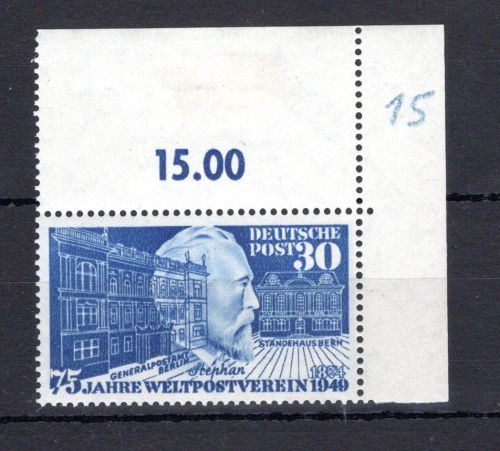 15
15.00
DEUTSCHE
POST 30
STÄNDEHAUS BERN
GENERALPOSTAMT
BERLIN
Stephan
1874
75 JAHRE WELTPOSTVEREIN 1949